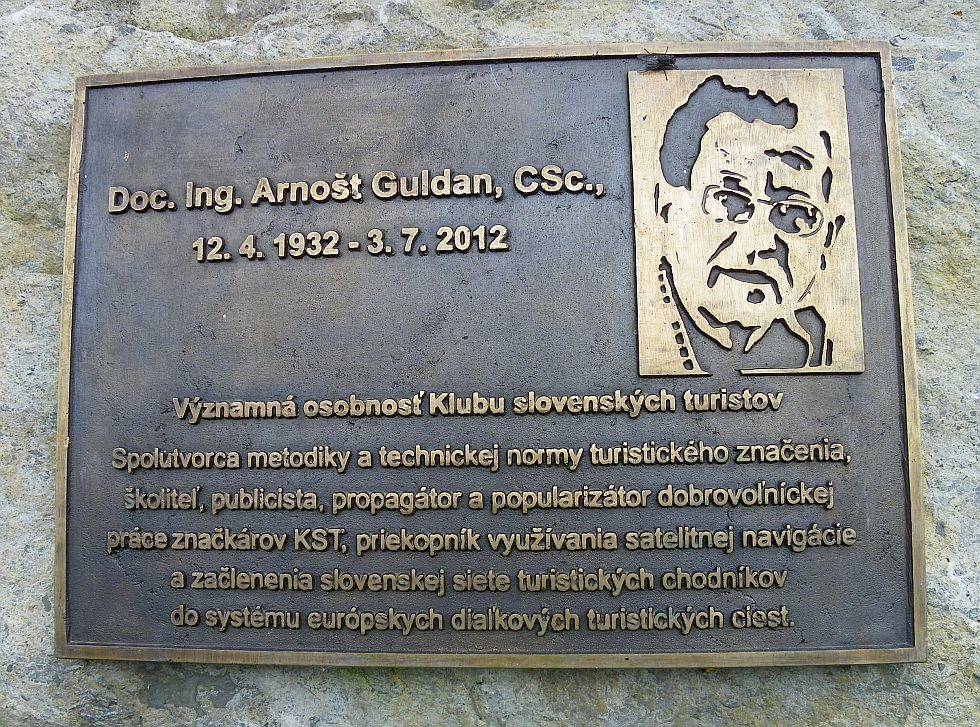 Doc. Ing. Arnošt Guldan, CSc.,
12. 4. 1932 - 3. 7. 2012
Významná osobnosť Klubu slovenských turistov
Spolutvorca metodiky a technickej normy turistického značenia,
školiteľ, publicista, propagátor a popularizátor dobrovoľníckej
práce značkárov KST, priekopník využívania satelitnej navigácie
a začlenenia slovenskej siete turistických chodníkov
do systému európskych diaľkových turistických ciest.